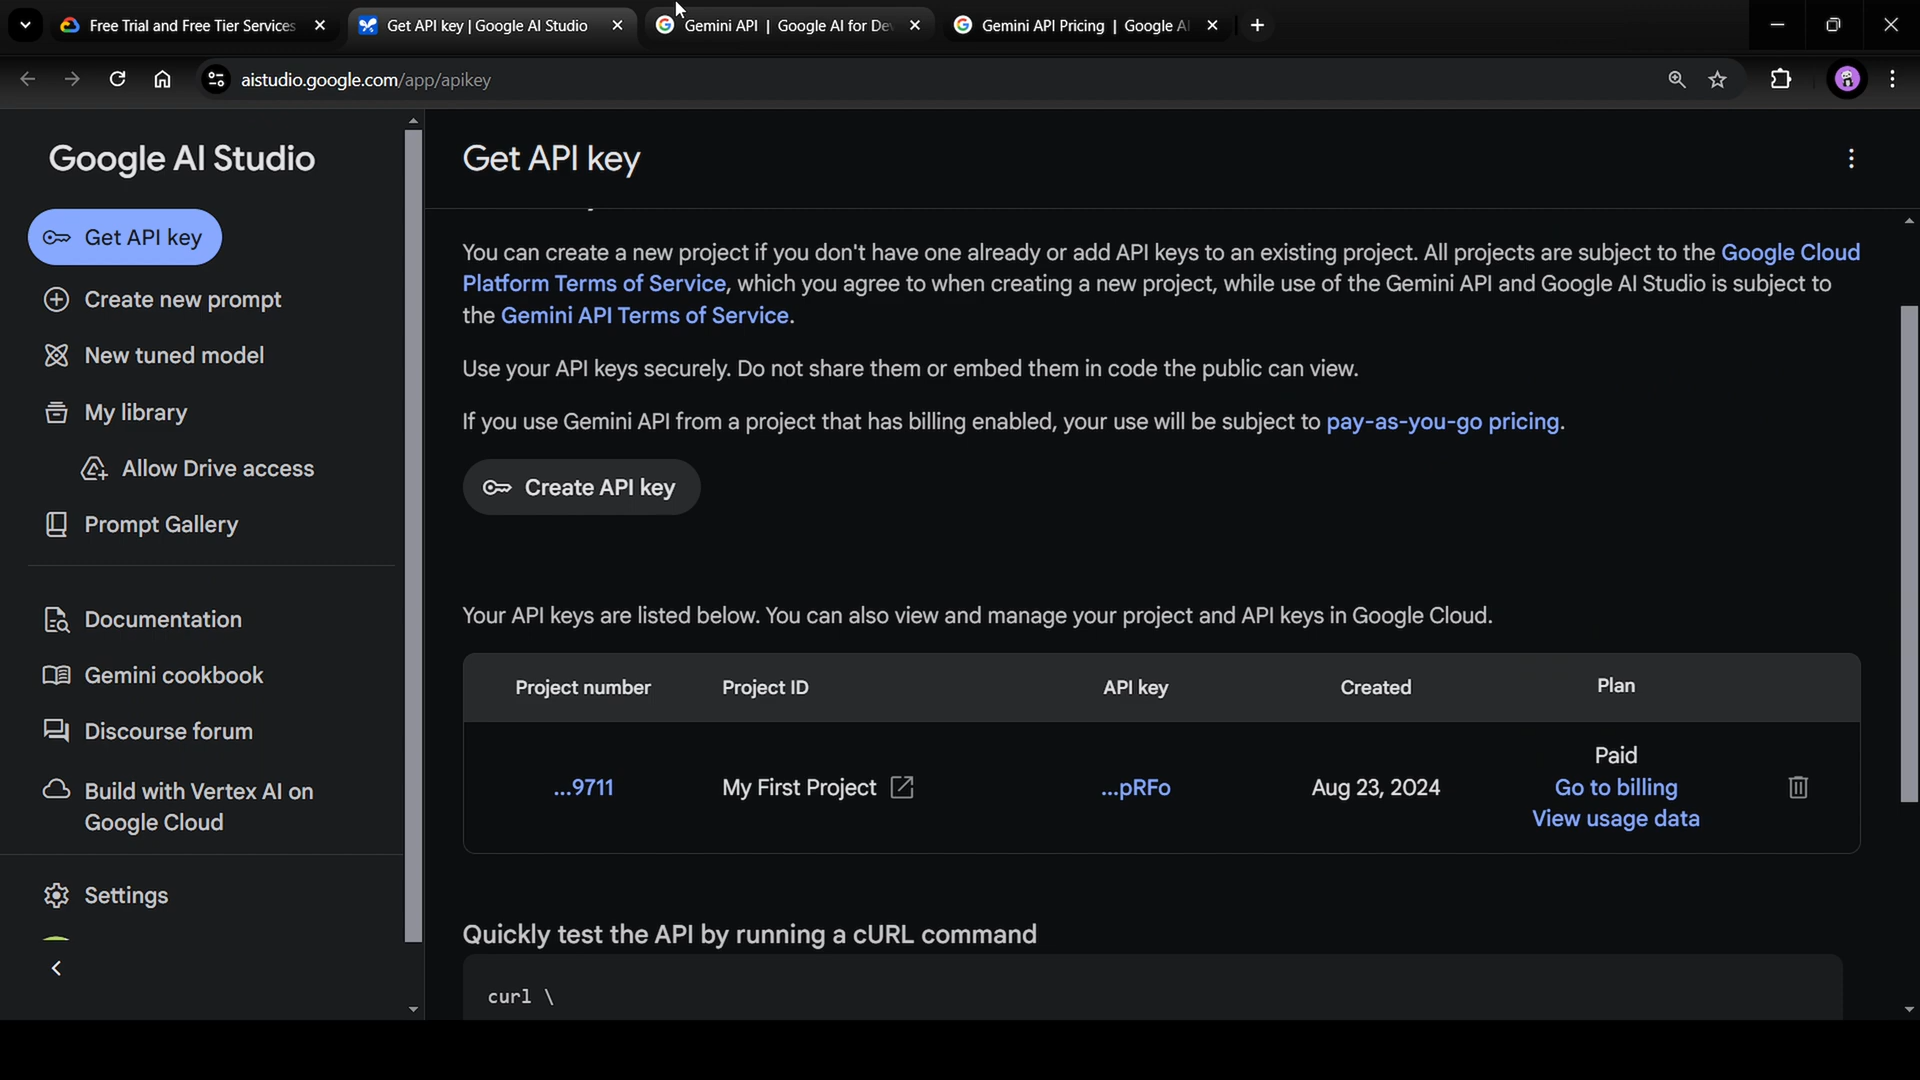 Free Trial and Free Tier Services
Get API key | Google AI Studio
Gemini API | Google AI for De
Gemini API Pricing | Google A
aistudio.google.com/app/apikey
Google AI Studio
Get API key
Create new prompt
New tuned model
My library
Allow Drive access
Prompt Gallery
Documentation
Gemini cookbook
Discourse forum
Build with Vertex AI on
Google Cloud
Settings
Get API key
You can create a new project if you don't have one already or add API keys to an existing project. All projects are subject to the Google Cloud
Platform Terms of Service, which you agree to when creating a new project, while use of the Gemini API and Google AI Studio is subject to
the Gemini API Terms of Service.
Use your API keys securely. Do not share them or embed them in code the public can view.
If you use Gemini API from a project that has billing enabled, your use will be subject to pay-as-you-go pricing.
Create API key
Your API keys are listed below. You can also view and manage your project and API keys in Google Cloud.
Project number Project ID API key Created Plan
...9711 My First Project ...pRFo Aug 23, 2024 Paid
Go to billing
View usage data
Quickly test the API by running a cURL command
curl \